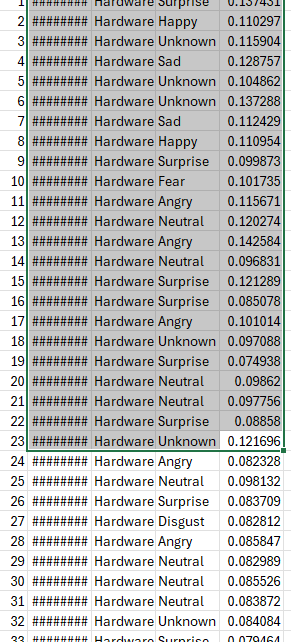 1 ######## Hardware Surprise 0.137431
2 ######## Hardware Happy 0.110297
3 ######## Hardware Unknown 0.115904
4 ######## Hardware Sad 0.128757
5 ######## Hardware Unknown 0.104862
6 ######## Hardware Unknown 0.137288
7 ######## Hardware Sad 0.112429
8 ######## Hardware Happy 0.110954
9 ######## Hardware Surprise 0.099873
10 ######## Hardware Fear 0.101735
11 ######## Hardware Angry 0.115671
12 ######## Hardware Neutral 0.120274
13 ######## Hardware Angry 0.142584
14 ######## Hardware Neutral 0.096831
15 ######## Hardware Surprise 0.121289
16 ######## Hardware Surprise 0.085078
17 ######## Hardware Angry 0.101014
18 ######## Hardware Unknown 0.097088
19 ######## Hardware Surprise 0.074938
20 ######## Hardware Neutral 0.09862
21 ######## Hardware Neutral 0.097756
22 ######## Hardware Surprise 0.08858
23 ######## Hardware Unknown 0.121696
24 ######## Hardware Angry 0.082328
25 ######## Hardware Neutral 0.098132
26 ######## Hardware Surprise 0.083709
27 ######## Hardware Disgust 0.082812
28 ######## Hardware Angry 0.085847
29 ######## Hardware Neutral 0.082989
30 ######## Hardware Neutral 0.085526
31 ######## Hardware Neutral 0.083872
32 ######## Hardware Unknown 0.084084
33 ######## Hardware Surprise 0.079464